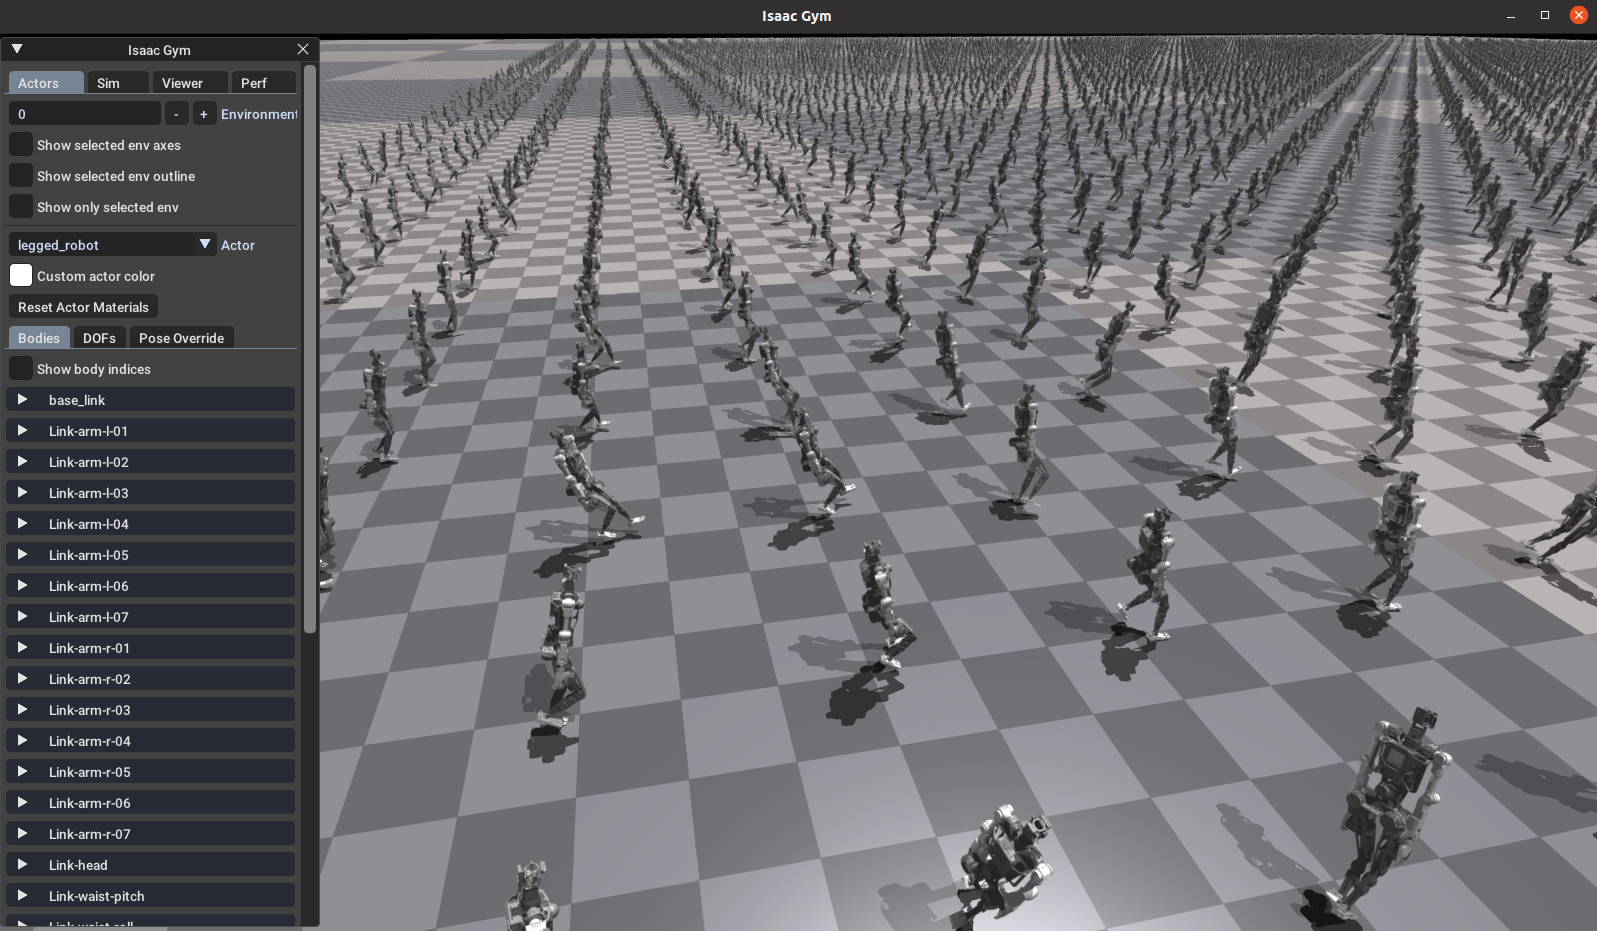 Isaac Gym
Isaac Gym
Actors Sim Viewer Perf
0 - + Environment
Show selected env axes
Show selected env outline
Show only selected env
legged_robot Actor
Custom actor color
Reset Actor Materials
Bodies DOFs Pose Override
Show body indices
base_link
Link-arm-l-01
Link-arm-l-02
Link-arm-l-03
Link-arm-l-04
Link-arm-l-05
Link-arm-l-06
Link-arm-l-07
Link-arm-r-01
Link-arm-r-02
Link-arm-r-03
Link-arm-r-04
Link-arm-r-05
Link-arm-r-06
Link-arm-r-07
Link-head
Link-waist-pitch
Link-waist-roll